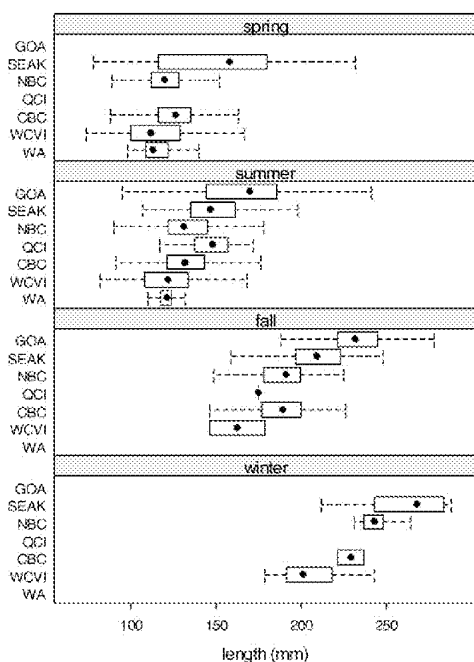 spring
GOA
SEAK
NBC
QCI
CBC
WCVI
WA
summer
GOA
SEAK
NBC
QCI
CBC
WCVI
WA
fall
GOA
SEAK
NBC
QCI
CBC
WCVI
WA
winter
GOA
SEAK
NBC
QCI
CBC
WCVI
WA
100 150 200 250
length (mm)